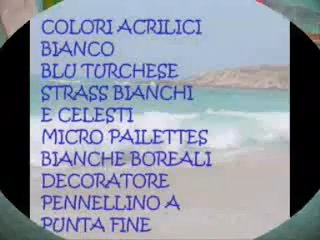 COLORI ACRILICI
BIANCO
BLU TURCHESE
STRASS BIANCHI
E CELESTI
MICRO PAILETTES
BIANCHE BOREALI
DECORATORE
PENNELLINO A
PUNTA FINE